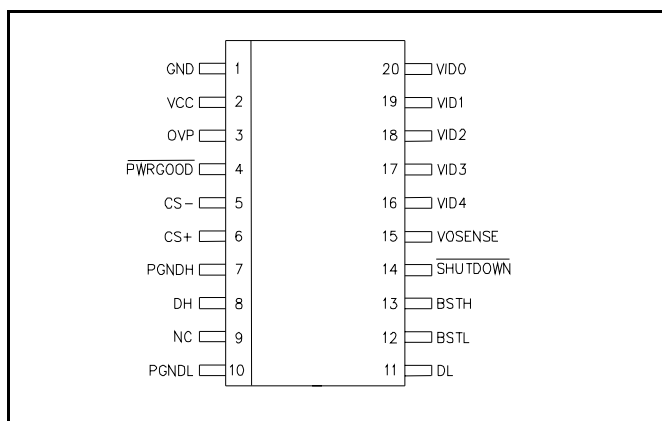 GND 1 20 VID0
VCC 2 19 VID1
OVP 3 18 VID2
PWRGOOD 4 17 VID3
CS- 5 16 VID4
CS+ 6 15 VOSENSE
PGNDH 7 14 SHUTDOWN
DH 8 13 BSTH
NC 9 12 BSTL
PGNDL 10 11 DL